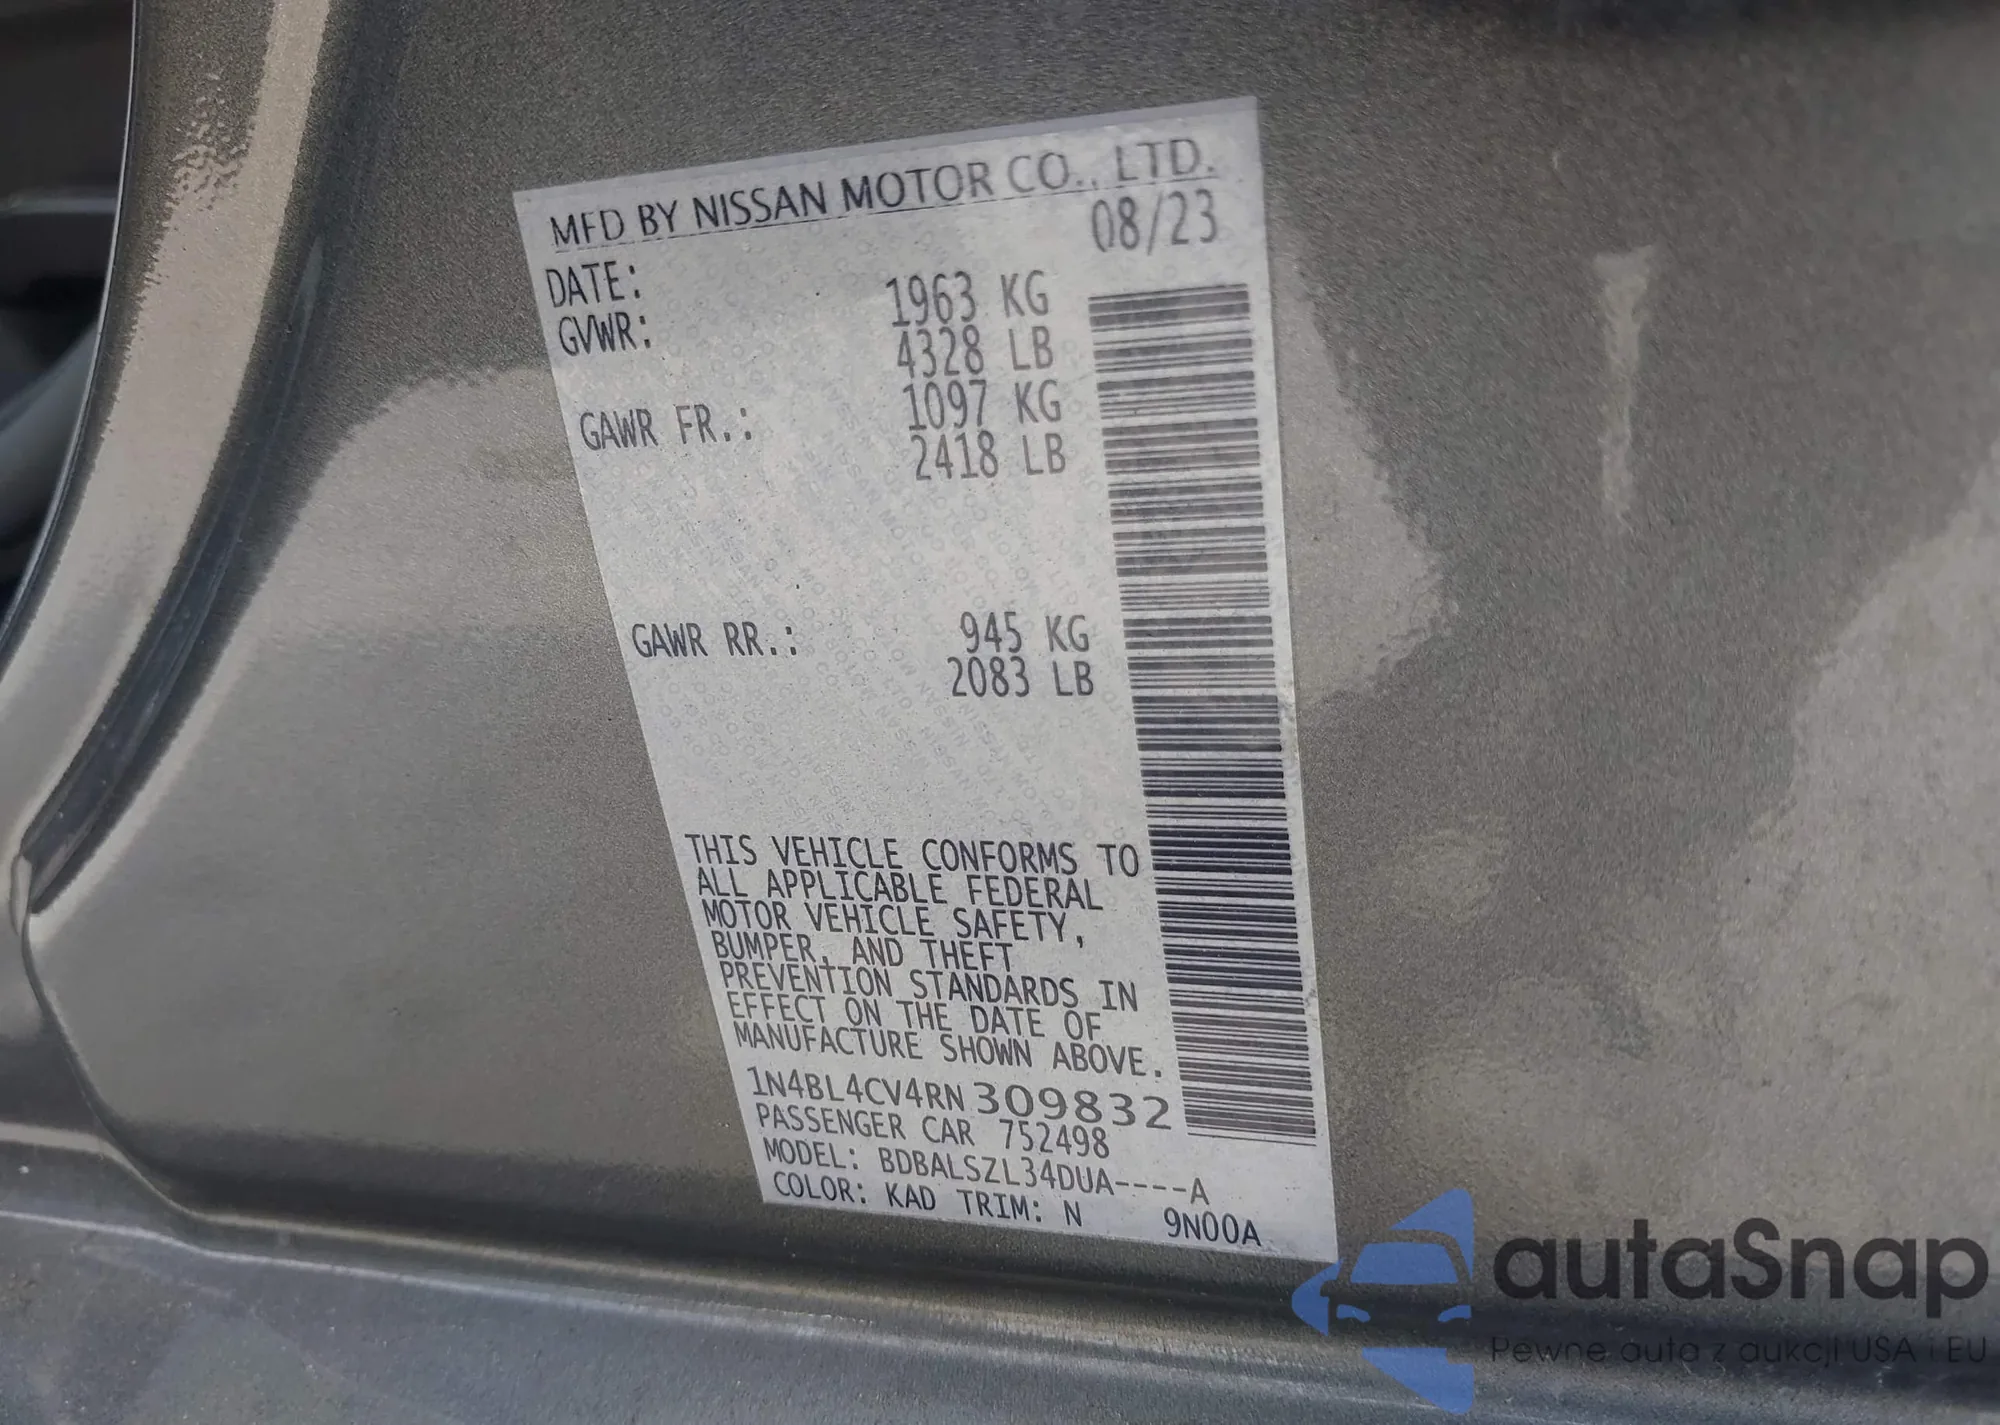 MFD BY NISSAN MOTOR CO., LTD.
DATE: 08/23
GVWR: 1963 KG
4328 LB
GAWR FR.: 1097 KG
2418 LB
GAWR RR.: 945 KG
2083 LB
THIS VEHICLE CONFORMS TO
ALL APPLICABLE FEDERAL
MOTOR VEHICLE SAFETY,
BUMPER, AND THEFT
PREVENTION STANDARDS IN
EFFECT ON THE DATE OF
MANUFACTURE SHOWN ABOVE.
1N4BL4CV4RN309832
PASSENGER CAR 752498
MODEL: BDBALSZL34DUA----A
COLOR: KAD TRIM: N 9N00A
autaSnap
Pewne auta z aukcji USA i EU